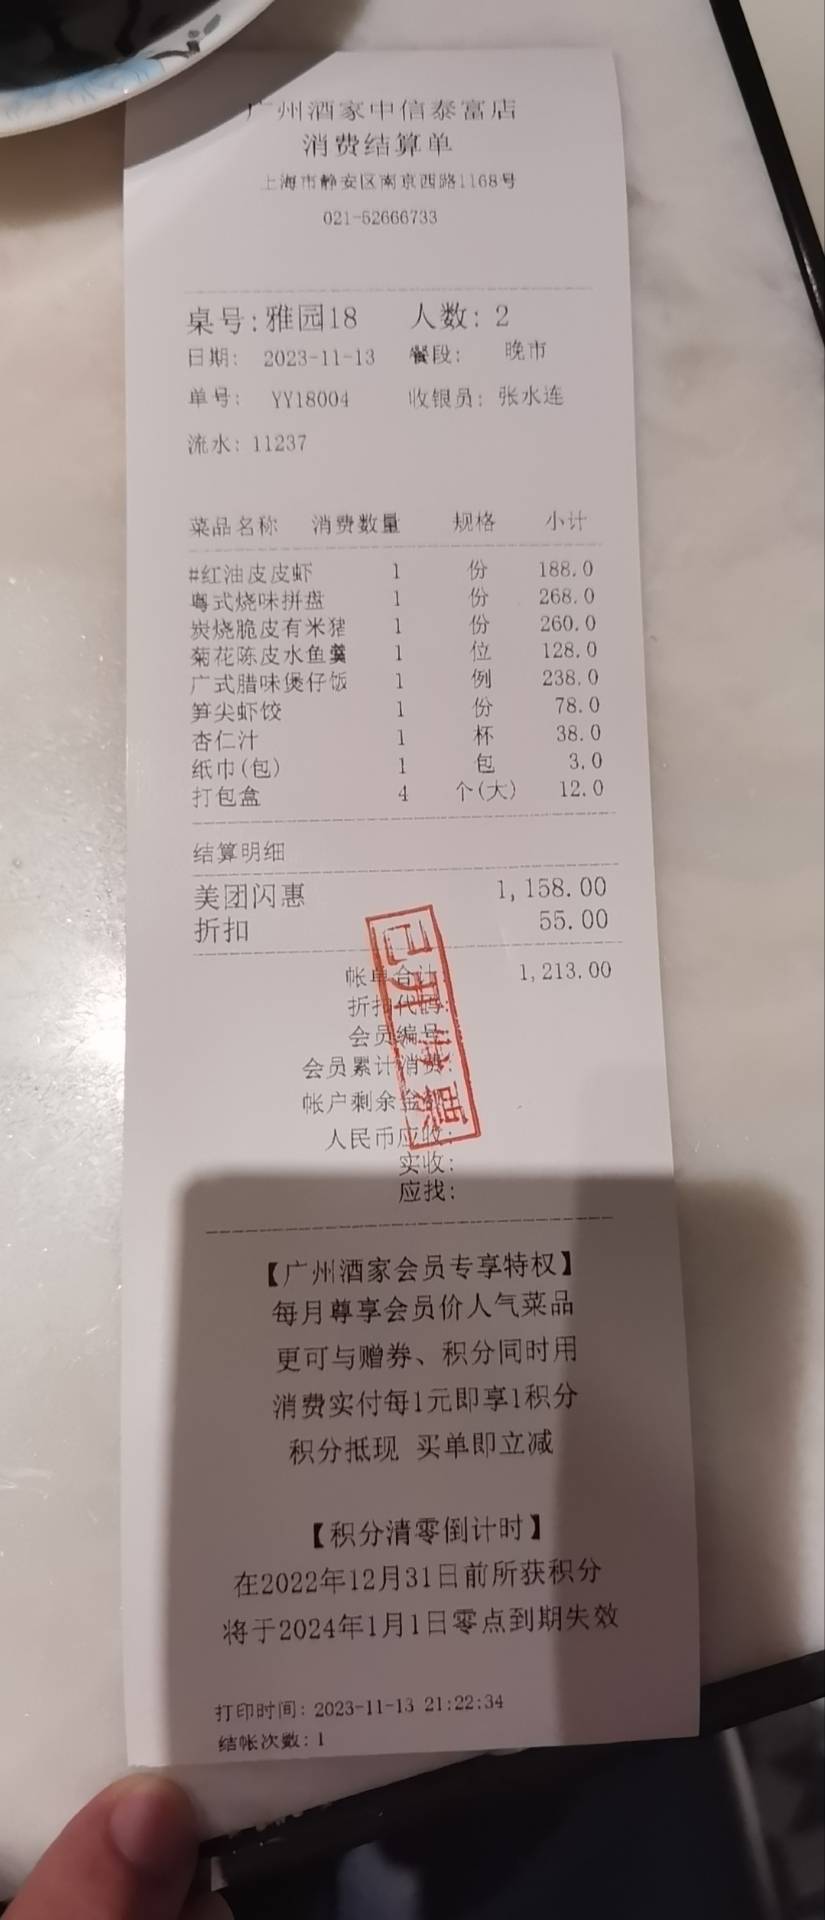 广州酒家中信泰富店
消费结算单
上海市静安区南京西路1168号
021-52666733
桌号:雅园18 人数: 2
日期: 2023-11-13 餐段: 晚市
单号: YY18004 收银员: 张水连
流水: 11237
菜品名称 消费数量 规格 小计
#红油皮皮虾 1 份 188.0
粤式烧味拼盘 1 份 268.0
炭烧脆皮有米猪 1 份 260.0
菊花陈皮水鱼羹 1 位 128.0
广式腊味煲仔饭 1 例 238.0
笋尖虾饺 1 份 78.0
杏仁汁 1 杯 38.0
纸巾(包) 1 包 3.0
打包盒 4 个(大) 12.0
结算明细
美团闪惠 1,158.00
折扣 55.00
帐单合计: 1,213.00
折扣代码:
会员编号:
会员累计消费:
帐户剩余金额:
人民币应收:
实收:
应找:
已开发票
【广州酒家会员专享特权】
每月尊享会员价人气菜品
更可与赠券、积分同时用
消费实付每1元即享1积分
积分抵现 买单即立减
【积分清零倒计时】
在2022年12月31日前所获积分
将于2024年1月1日零点到期失效
打印时间: 2023-11-13 21:22:34
结帐次数: 1